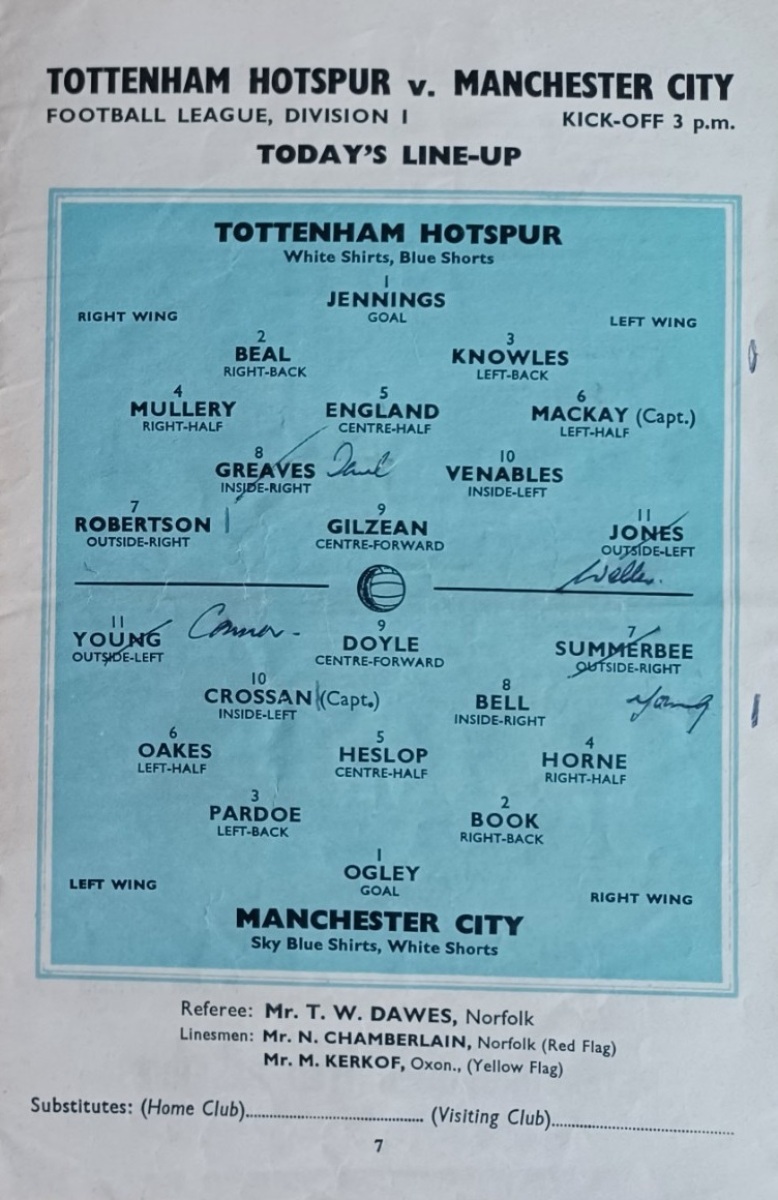 TOTTENHAM HOTSPUR v. MANCHESTER CITY
FOOTBALL LEAGUE, DIVISION I KICK-OFF 3 p.m.
TODAY'S LINE-UP
TOTTENHAM HOTSPUR
White Shirts, Blue Shorts
1
JENNINGS
GOAL
RIGHT WING LEFT WING
2 3
BEAL KNOWLES
RIGHT-BACK LEFT-BACK
4 5 6
MULLERY ENGLAND MACKAY (Capt.)
RIGHT-HALF CENTRE-HALF LEFT-HALF
8 10
GREAVES VENABLES
INSIDE-RIGHT INSIDE-LEFT
7 9 11
ROBERTSON GILZEAN JONES
OUTSIDE-RIGHT CENTRE-FORWARD OUTSIDE-LEFT
Weller.
11 9 7
YOUNG Connor. DOYLE SUMMERBEE
OUTSIDE-LEFT CENTRE-FORWARD OUTSIDE-RIGHT
10 8
CROSSAN (Capt.) BELL Young
INSIDE-LEFT INSIDE-RIGHT
6 5 4
OAKES HESLOP HORNE
LEFT-HALF CENTRE-HALF RIGHT-HALF
3 2
PARDOE BOOK
LEFT-BACK RIGHT-BACK
1
OGLEY
GOAL
LEFT WING RIGHT WING
MANCHESTER CITY
Sky Blue Shirts, White Shorts
Referee: Mr. T. W. DAWES, Norfolk
Linesmen: Mr. N. CHAMBERLAIN, Norfolk (Red Flag)
Mr. M. KERKOF, Oxon., (Yellow Flag)
Substitutes: (Home Club)........................ (Visiting Club)........................
7